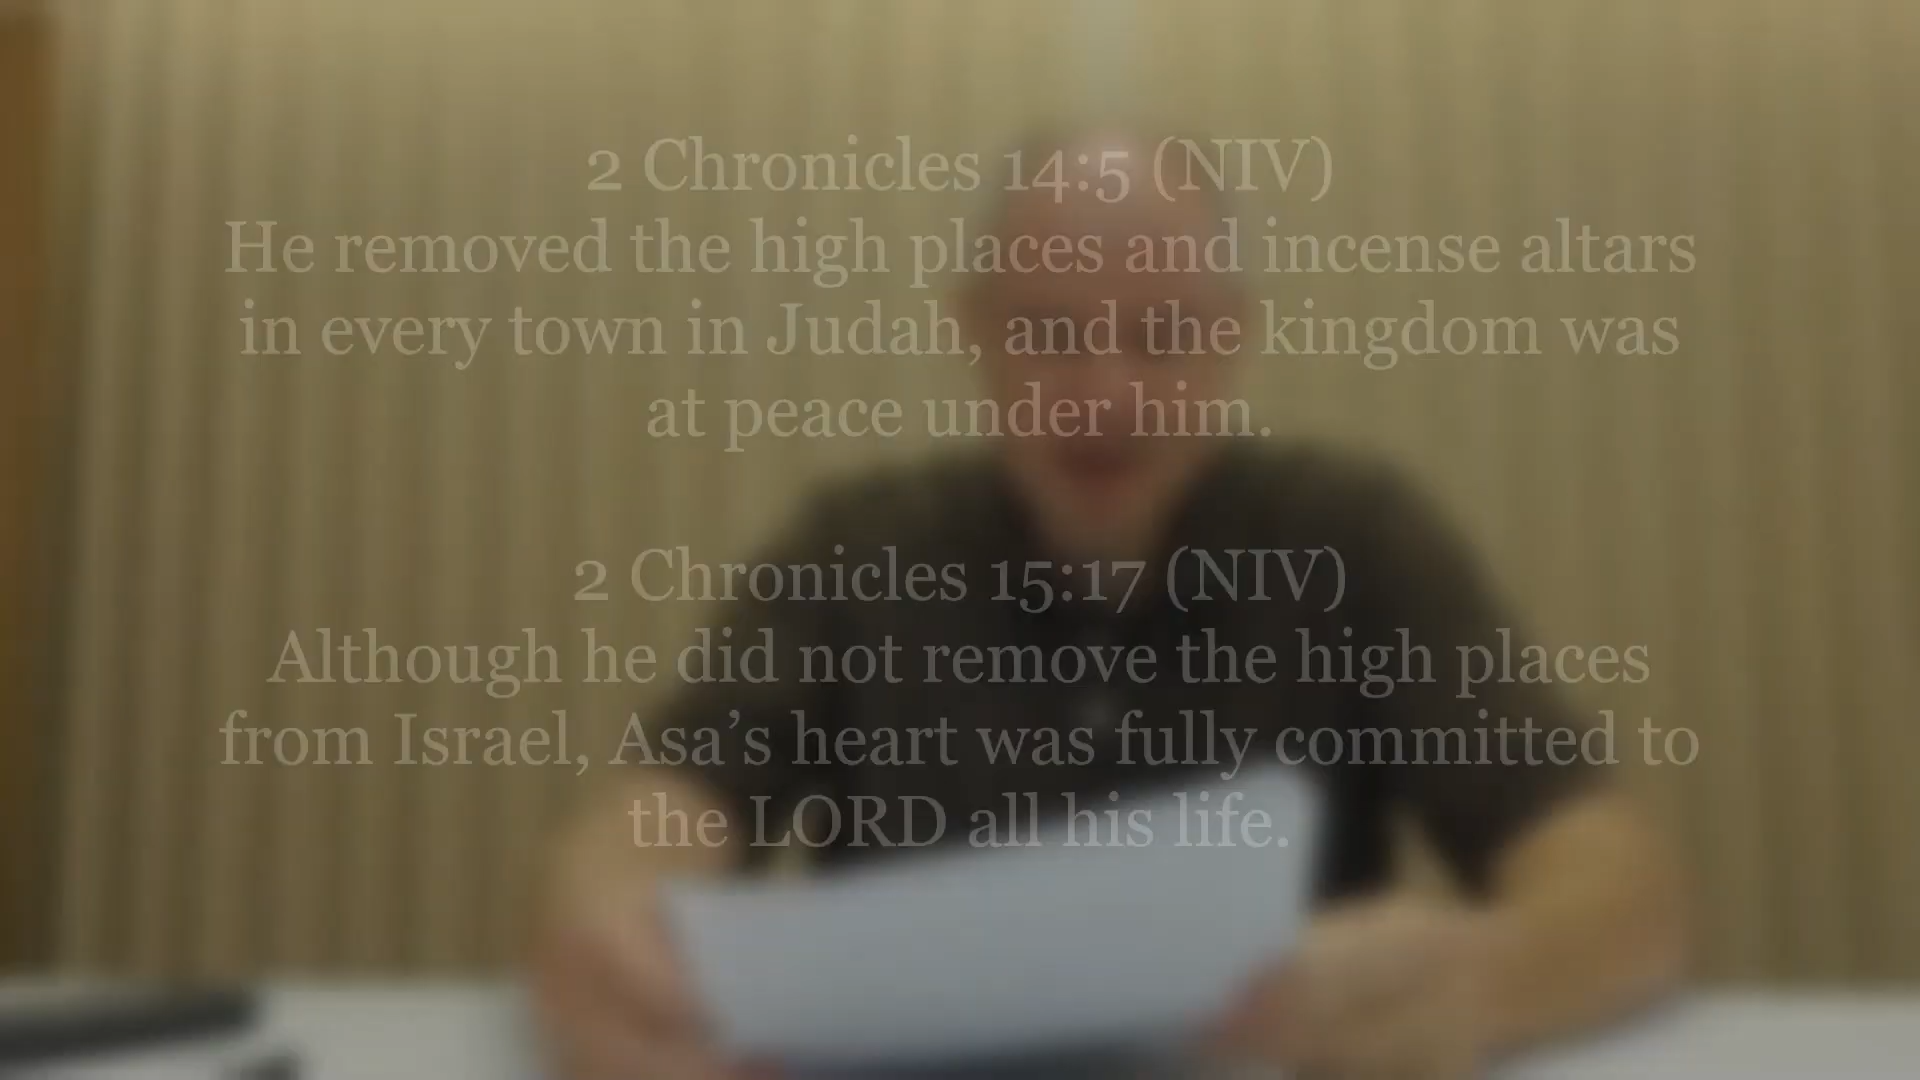 2 Chronicles 14:5 (NIV)
He removed the high places and incense altars
in every town in Judah, and the kingdom was
at peace under him.
2 Chronicles 15:17 (NIV)
Although he did not remove the high places
from Israel, Asa’s heart was fully committed to
the LORD all his life.